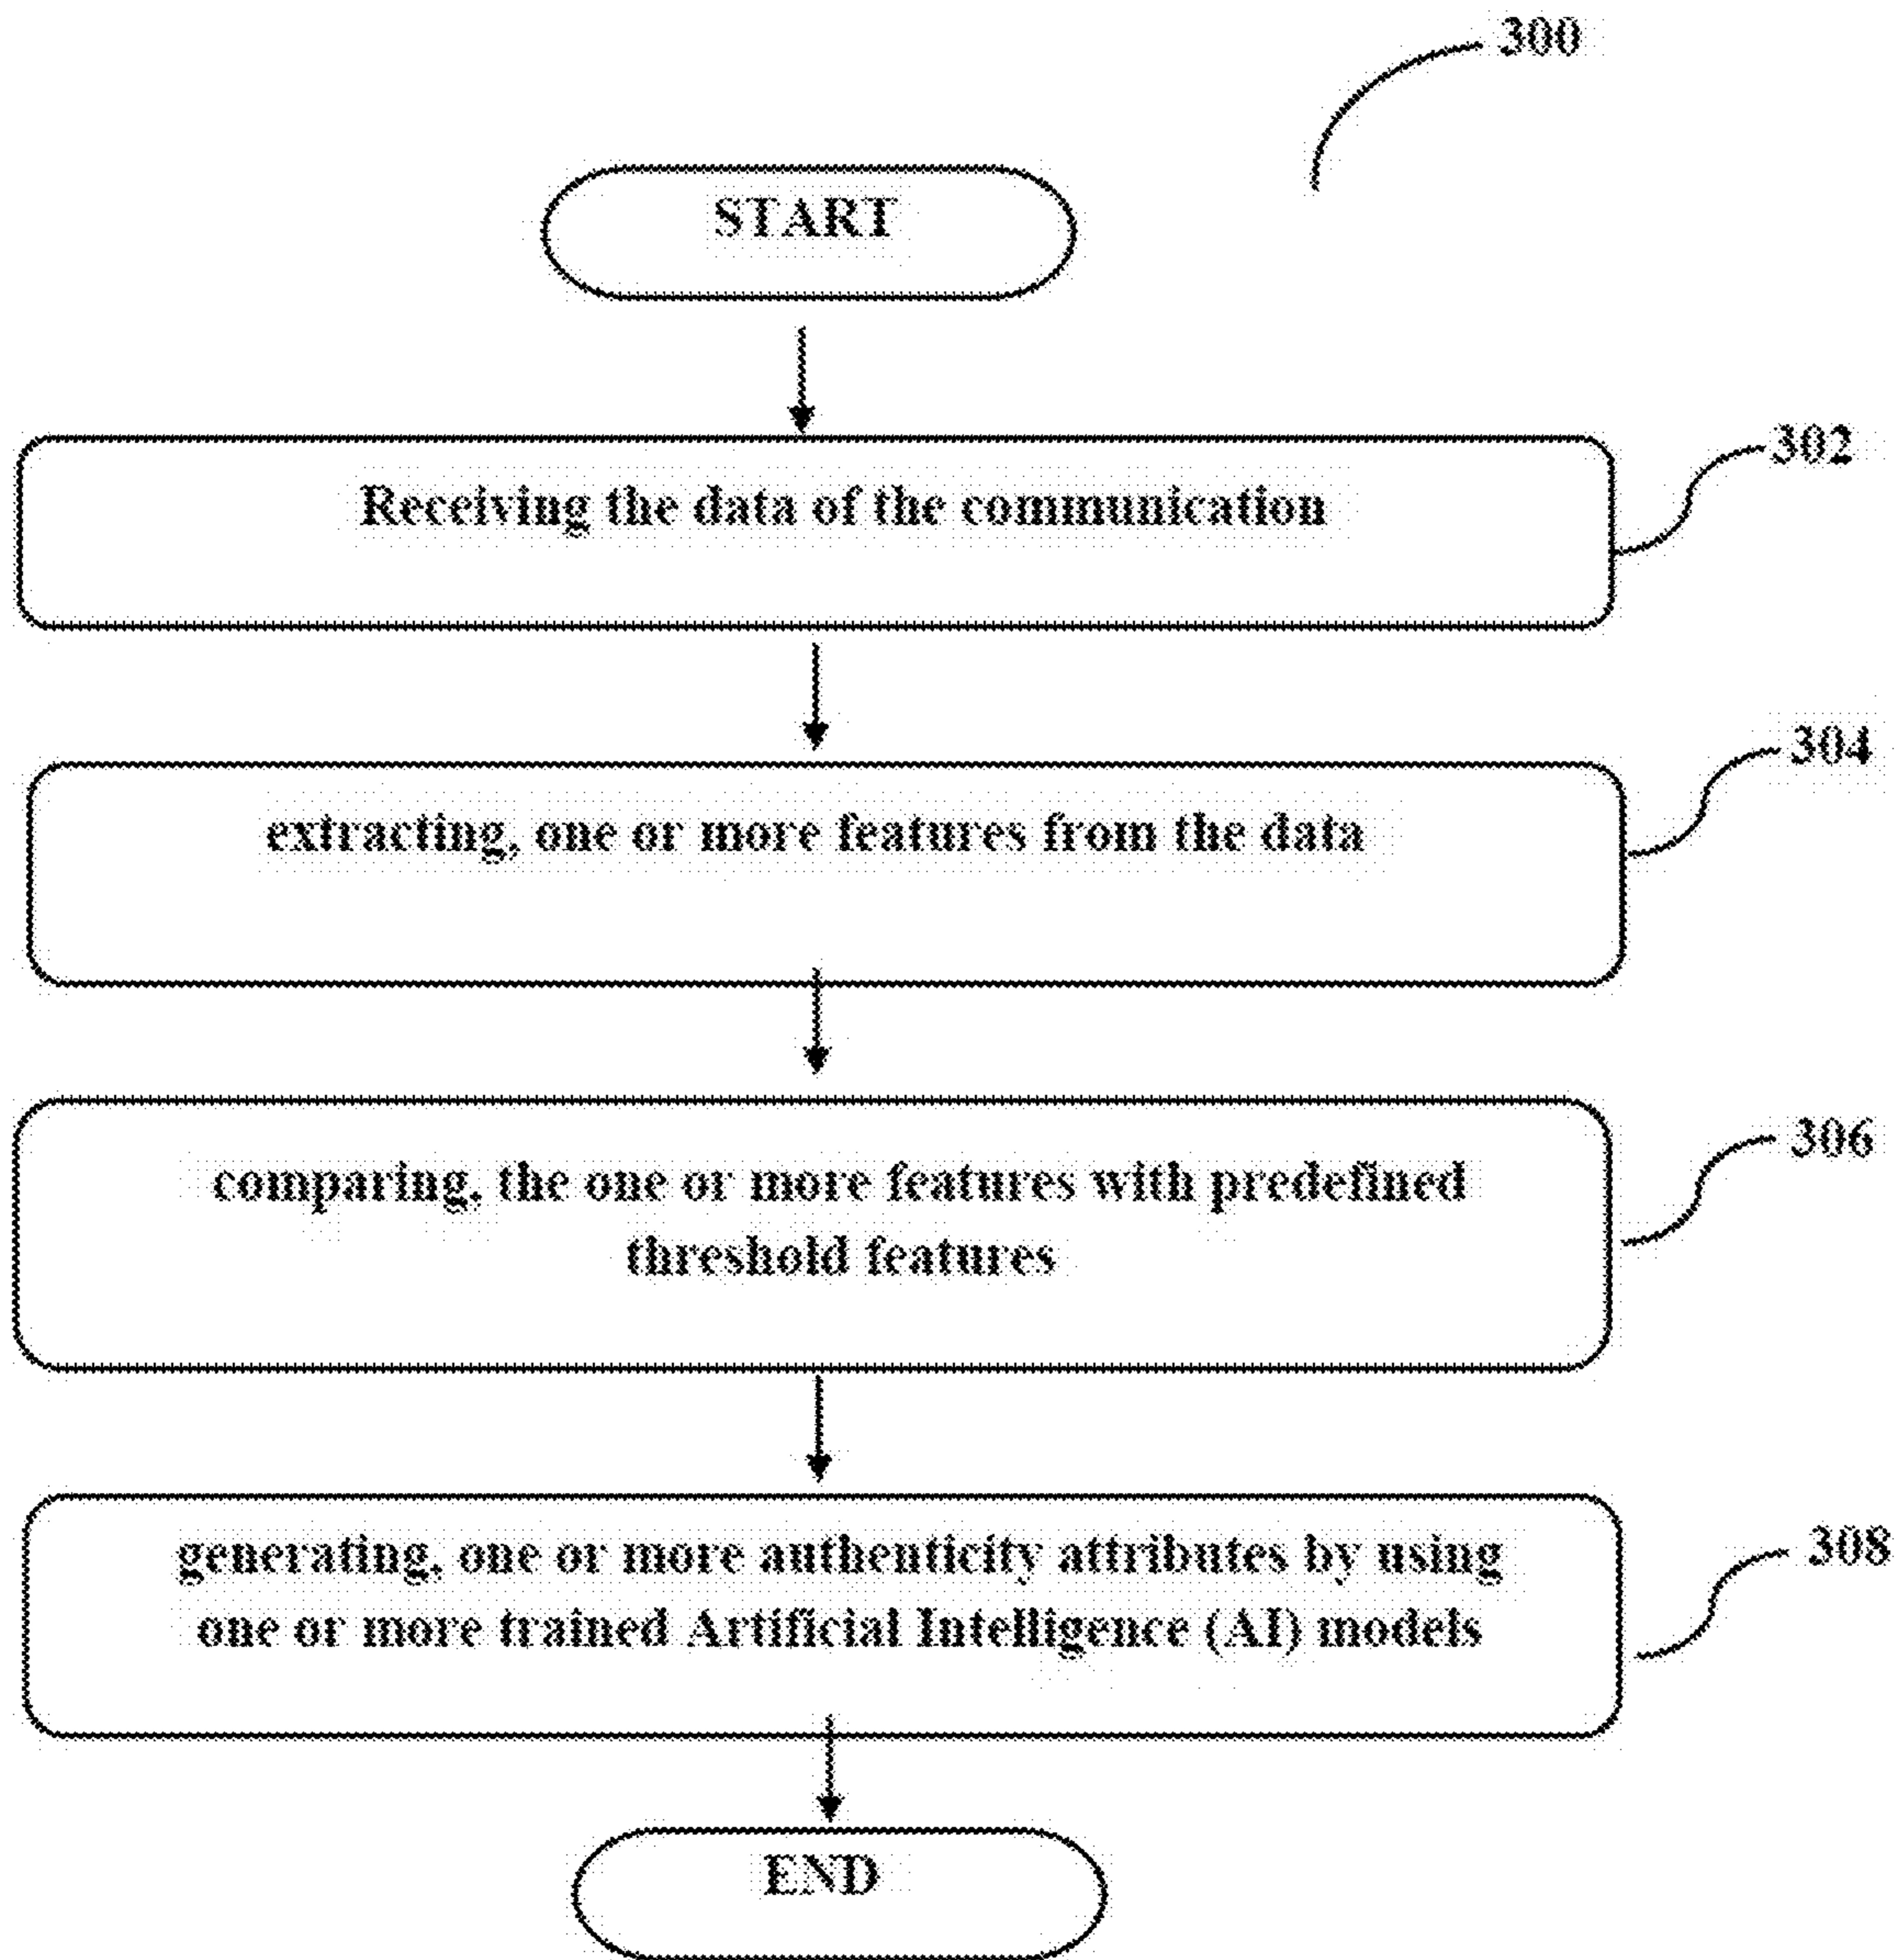 300
START
Receiving the data of the communication
302
extracting, one or more features from the data
304
comparing, the one or more features with predefined
threshold features
306
generating, one or more authenticity attributes by using
one or more trained Artificial Intelligence (AI) models
308
END